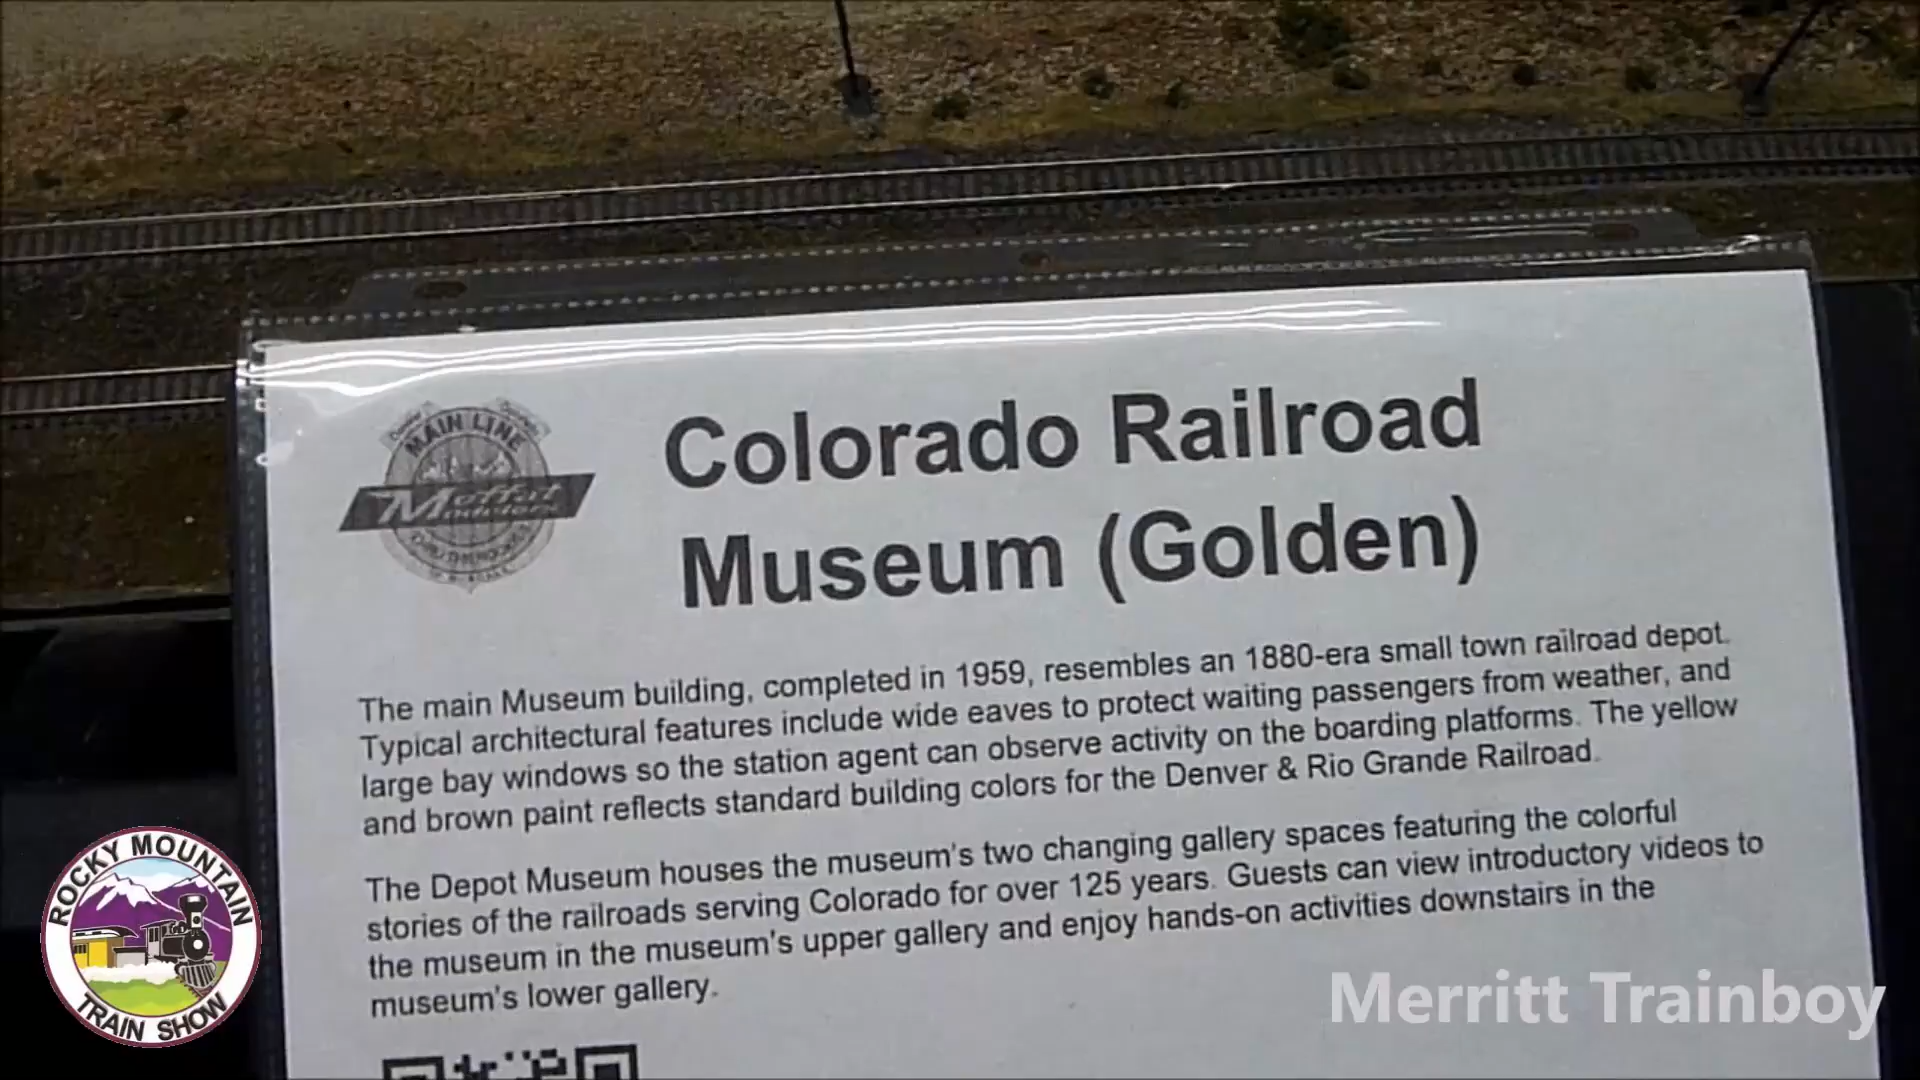 MAIN LINE
Moffat
Modelers
Colorado Railroad
Museum (Golden)
The main Museum building, completed in 1959, resembles an 1880-era small town railroad depot.
Typical architectural features include wide eaves to protect waiting passengers from weather, and
large bay windows so the station agent can observe activity on the boarding platforms. The yellow
and brown paint reflects standard building colors for the Denver & Rio Grande Railroad.
The Depot Museum houses the museum's two changing gallery spaces featuring the colorful
stories of the railroads serving Colorado for over 125 years. Guests can view introductory videos to
the museum in the museum's upper gallery and enjoy hands-on activities downstairs in the
museum's lower gallery.
ROCKY MOUNTAIN
TRAIN SHOW
Merritt Trainboy